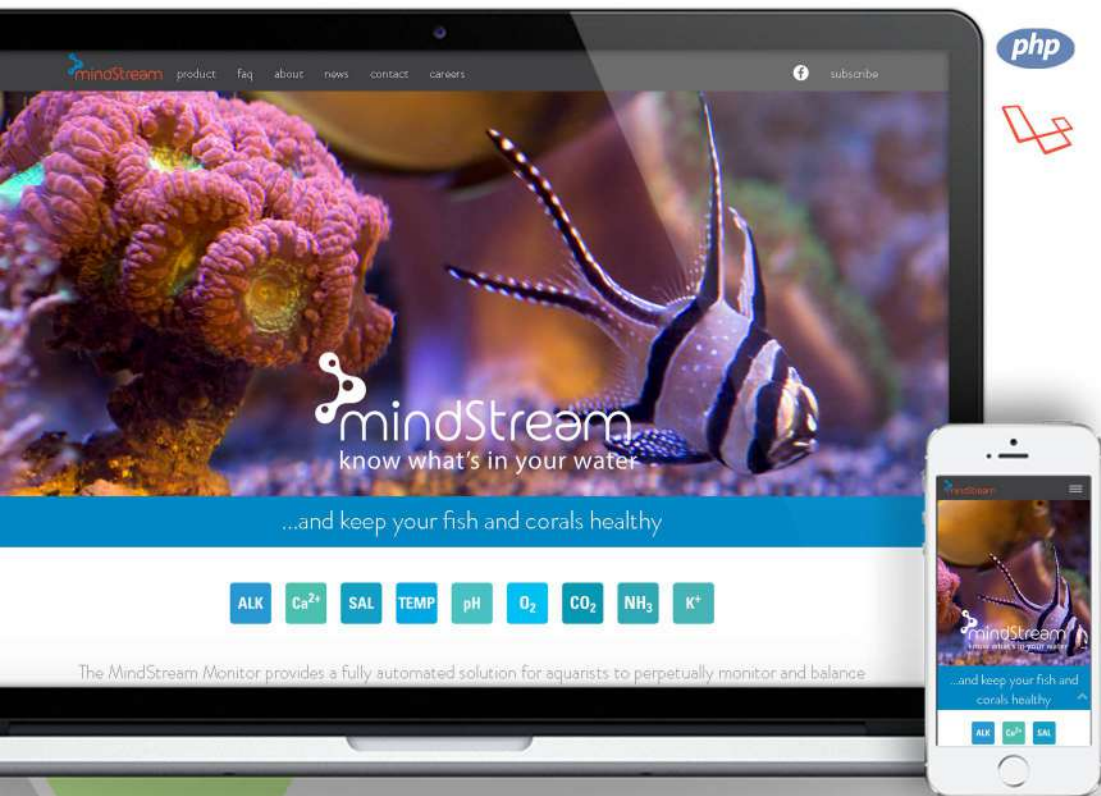 php
mindStream product faq about news contact careers subscribe
mindStream
know what's in your water
...and keep your fish and corals healthy
ALK Ca²⁺ SAL TEMP pH O₂ CO₂ NH₃ K⁺
The MindStream Monitor provides a fully automated solution for aquarists to perpetually monitor and balance
mindStream
mindStream
know what's in your water
...and keep your fish and
corals healthy
ALK Ca²⁺ SAL